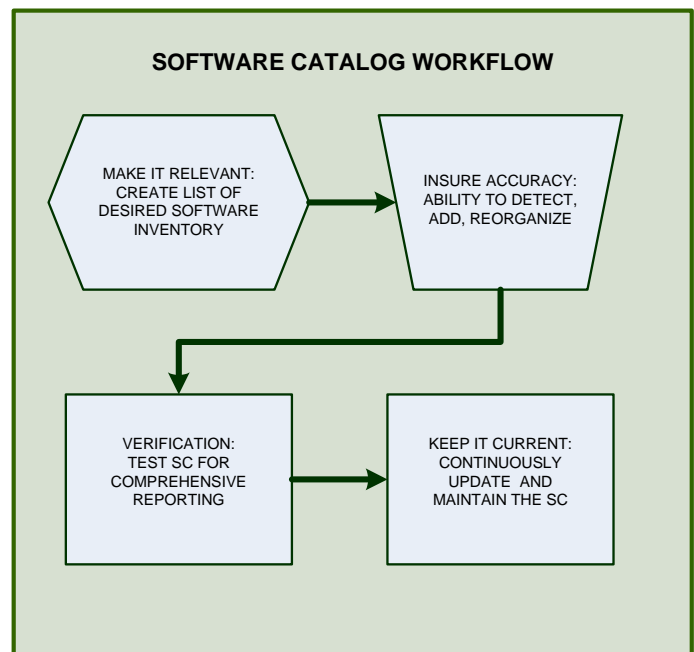 SOFTWARE CATALOG WORKFLOW
MAKE IT RELEVANT:
CREATE LIST OF
DESIRED SOFTWARE
INVENTORY
INSURE ACCURACY:
ABILITY TO DETECT,
ADD, REORGANIZE
VERIFICATION:
TEST SC FOR
COMPREHENSIVE
REPORTING
KEEP IT CURRENT:
CONTINUOUSLY
UPDATE AND
MAINTAIN THE SC